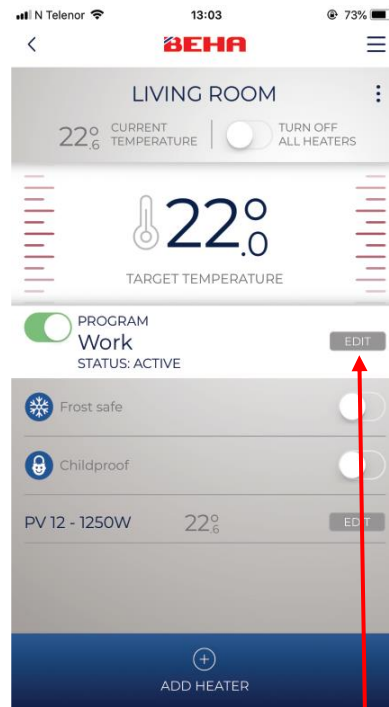 N Telenor 13:03 73%
BEHA
LIVING ROOM
22°.6 CURRENT TEMPERATURE TURN OFF ALL HEATERS
22°.0
TARGET TEMPERATURE
PROGRAM
Work EDIT
STATUS: ACTIVE
Frost safe
Childproof
PV 12 - 1250W 22°.6 EDIT
ADD HEATER